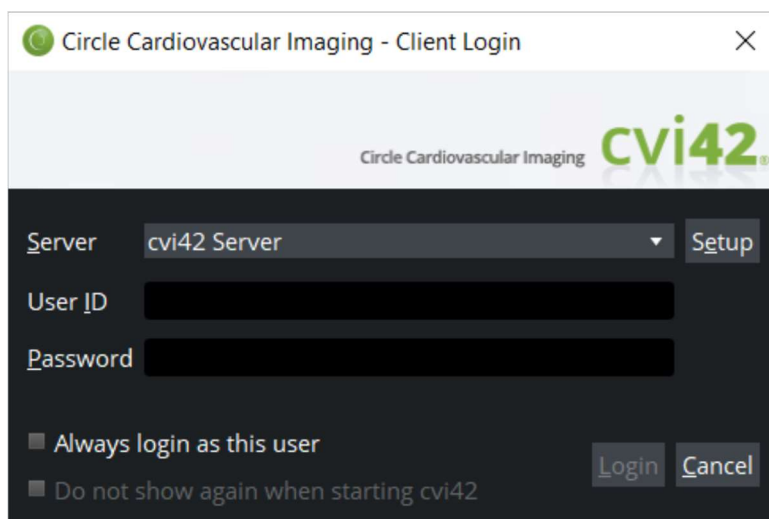 Circle Cardiovascular Imaging - Client Login
Circle Cardiovascular Imaging cvi42®
Server cvi42 Server Setup
User ID
Password
Always login as this user
Do not show again when starting cvi42
Login Cancel